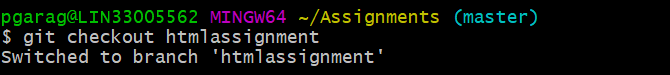 pgarag@LIN33005562 MINGW64 ~/Assignments (master)
$ git checkout htmlassignment
Switched to branch 'htmlassignment'